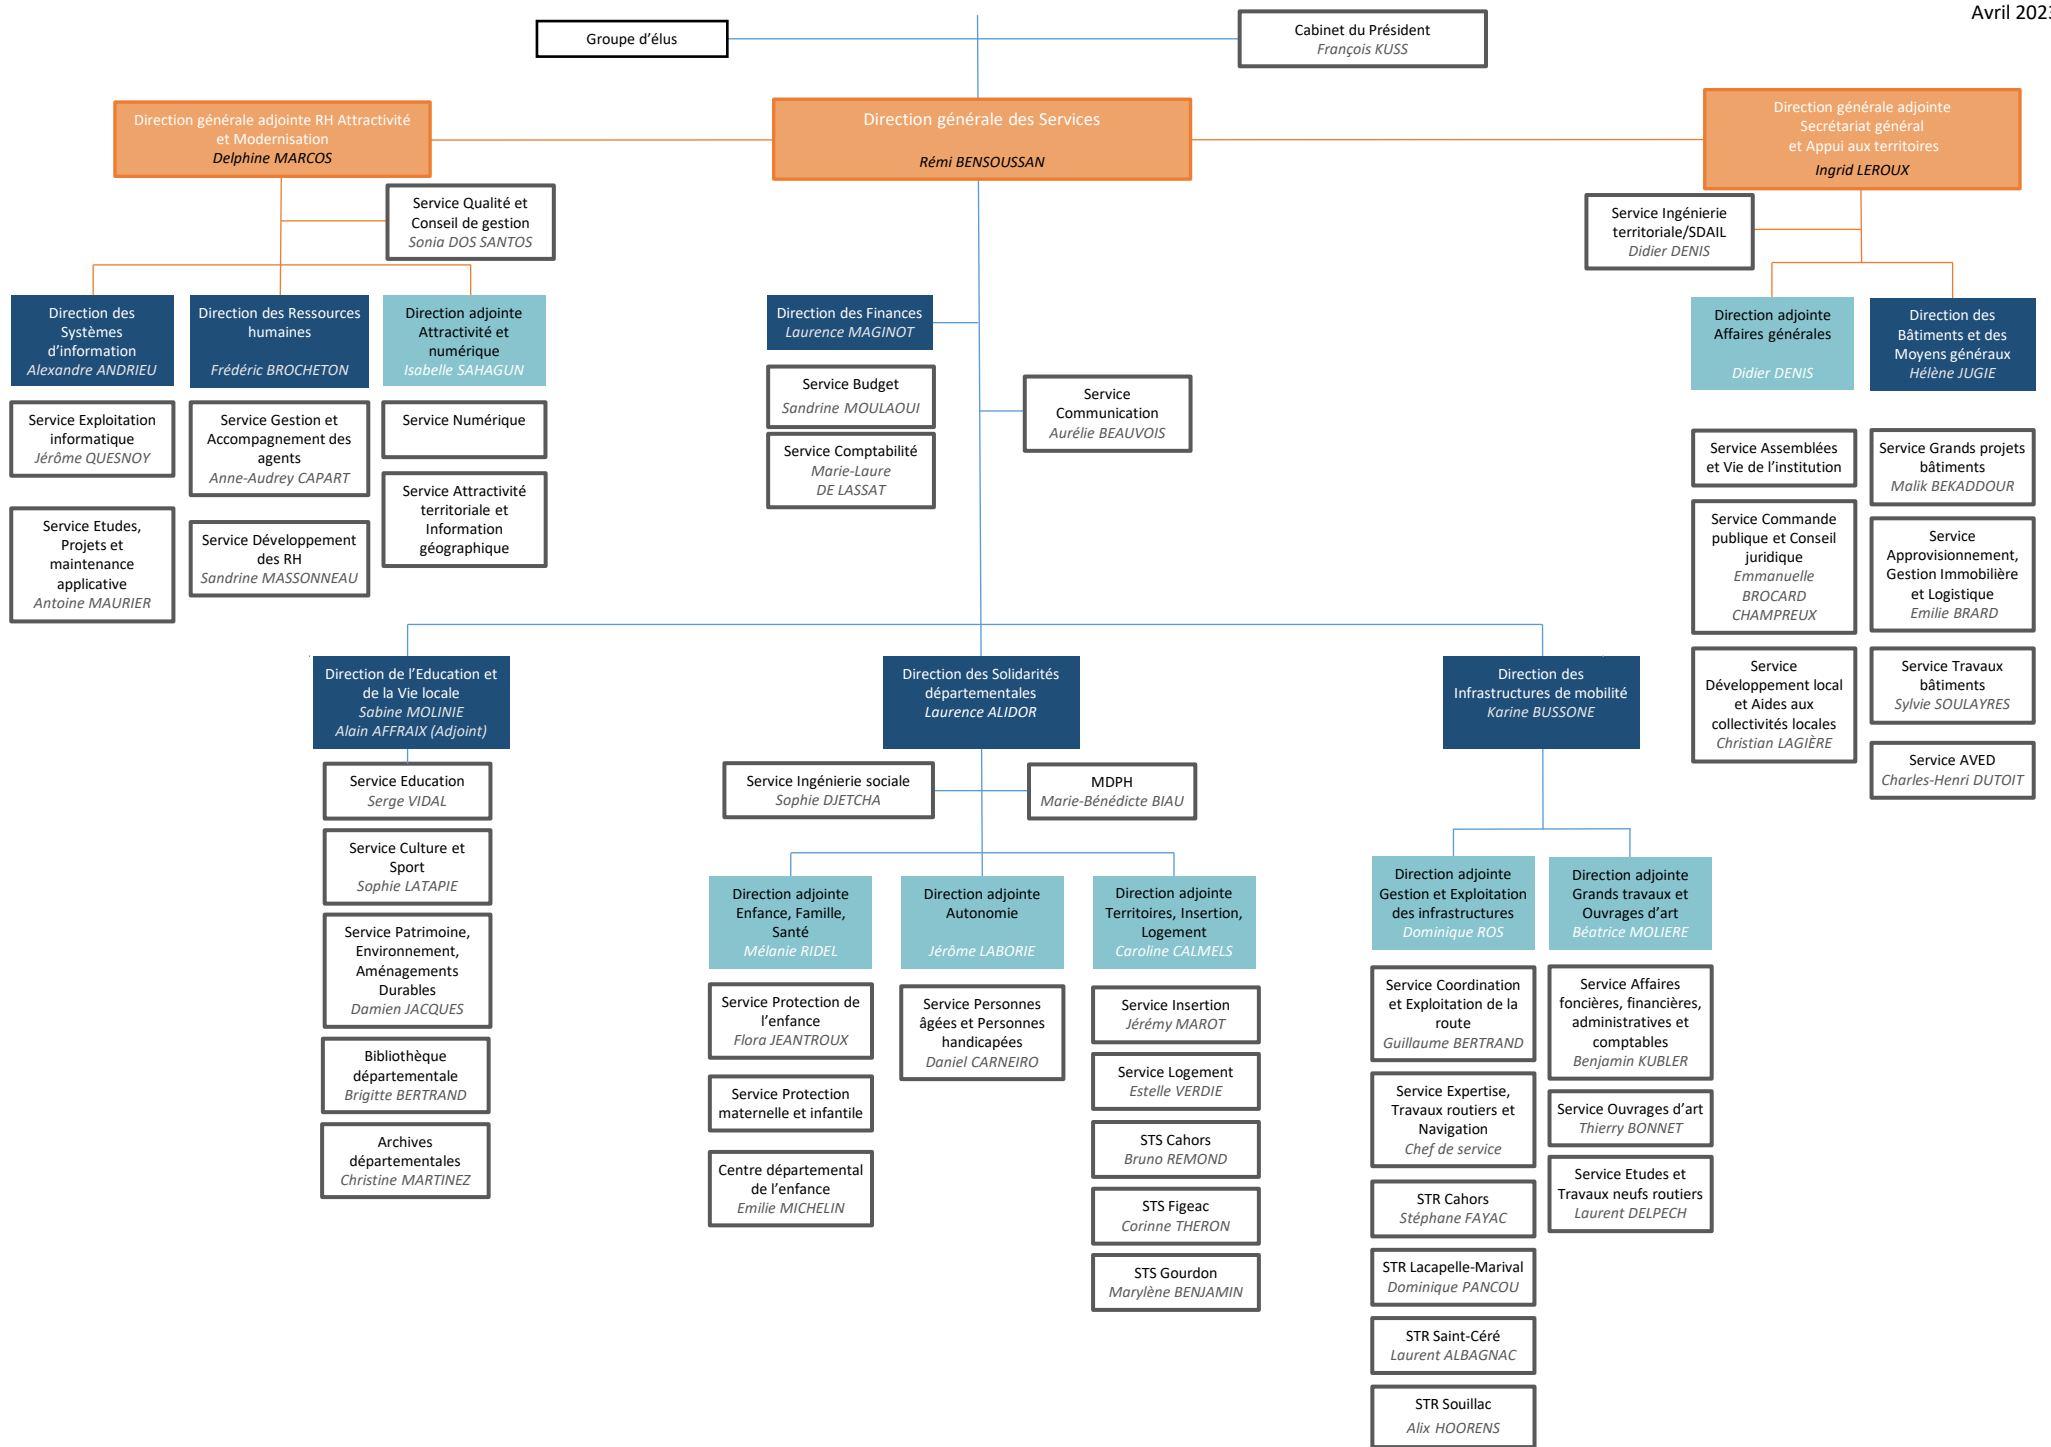 Avril 2023
Groupe d’élus
Cabinet du Président
François KUSS
Direction générale adjointe RH Attractivité
et Modernisation
Delphine MARCOS
Direction générale des Services
Rémi BENSOUSSAN
Direction générale adjointe
Secrétariat général
et Appui aux territoires
Ingrid LEROUX
Service Qualité et
Conseil de gestion
Sonia DOS SANTOS
Service Ingénierie
territoriale/SDAIL
Didier DENIS
Direction des
Systèmes
d’information
Alexandre ANDRIEU
Direction des Ressources
humaines
Frédéric BROCHETON
Direction adjointe
Attractivité et
numérique
Isabelle SAHAGUN
Direction des Finances
Laurence MAGINOT
Direction adjointe
Affaires générales
Didier DENIS
Direction des
Bâtiments et des
Moyens généraux
Hélène JUGIE
Service Exploitation
informatique
Jérôme QUESNOY
Service Etudes,
Projets et
maintenance
applicative
Antoine MAURIER
Service Gestion et
Accompagnement des
agents
Anne-Audrey CAPART
Service Développement
des RH
Sandrine MASSONNEAU
Service Numérique
Service Attractivité
territoriale et
Information
géographique
Service Budget
Sandrine MOULAOUI
Service Comptabilité
Marie-Laure
DE LASSAT
Service
Communication
Aurélie BEAUVOIS
Service Assemblées
et Vie de l’institution
Service Commande
publique et Conseil
juridique
Emmanuelle
BROCARD
CHAMPREUX
Service
Développement local
et Aides aux
collectivités locales
Christian LAGIÈRE
Service Grands projets
bâtiments
Malik BEKADDOUR
Service
Approvisionnement,
Gestion Immobilière
et Logistique
Emilie BRARD
Service Travaux
bâtiments
Sylvie SOULAYRES
Service AVED
Charles-Henri DUTOIT
Direction de l’Education et
de la Vie locale
Sabine MOLINIE
Alain AFFRAIX (Adjoint)
Direction des Solidarités
départementales
Laurence ALIDOR
Direction des
Infrastructures de mobilité
Karine BUSSONE
Service Education
Serge VIDAL
Service Culture et
Sport
Sophie LATAPIE
Service Patrimoine,
Environnement,
Aménagements
Durables
Damien JACQUES
Bibliothèque
départementale
Brigitte BERTRAND
Archives
départementales
Christine MARTINEZ
Service Ingénierie sociale
Sophie DJETCHA
MDPH
Marie-Bénédicte BIAU
Direction adjointe
Enfance, Famille,
Santé
Mélanie RIDEL
Direction adjointe
Autonomie
Jérôme LABORIE
Direction adjointe
Territoires, Insertion,
Logement
Caroline CALMELS
Service Protection de
l’enfance
Flora JEANTROUX
Service Protection
maternelle et infantile
Centre départemental
de l’enfance
Emilie MICHELIN
Service Personnes
âgées et Personnes
handicapées
Daniel CARNEIRO
Service Insertion
Jérémy MAROT
Service Logement
Estelle VERDIE
STS Cahors
Bruno REMOND
STS Figeac
Corinne THERON
STS Gourdon
Marylène BENJAMIN
Direction adjointe
Gestion et Exploitation
des infrastructures
Dominique ROS
Direction adjointe
Grands travaux et
Ouvrages d’art
Béatrice MOLIERE
Service Coordination
et Exploitation de la
route
Guillaume BERTRAND
Service Expertise,
Travaux routiers et
Navigation
Chef de service
STR Cahors
Stéphane FAYAC
STR Lacapelle-Marival
Dominique PANCOU
STR Saint-Céré
Laurent ALBAGNAC
STR Souillac
Alix HOORENS
Service Affaires
foncières, financières,
administratives et
comptables
Benjamin KUBLER
Service Ouvrages d’art
Thierry BONNET
Service Etudes et
Travaux neufs routiers
Laurent DELPECH